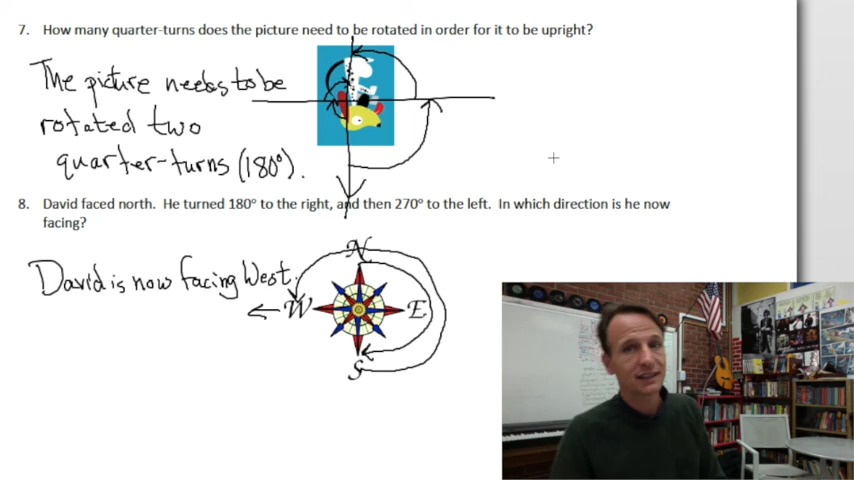 7. How many quarter-turns does the picture need to be rotated in order for it to be upright?
The picture needs to be
rotated two
quarter-turns (180°).
8. David faced north. He turned 180° to the right, and then 270° to the left. In which direction is he now
facing?
David is now facing West.
N
W
E
S